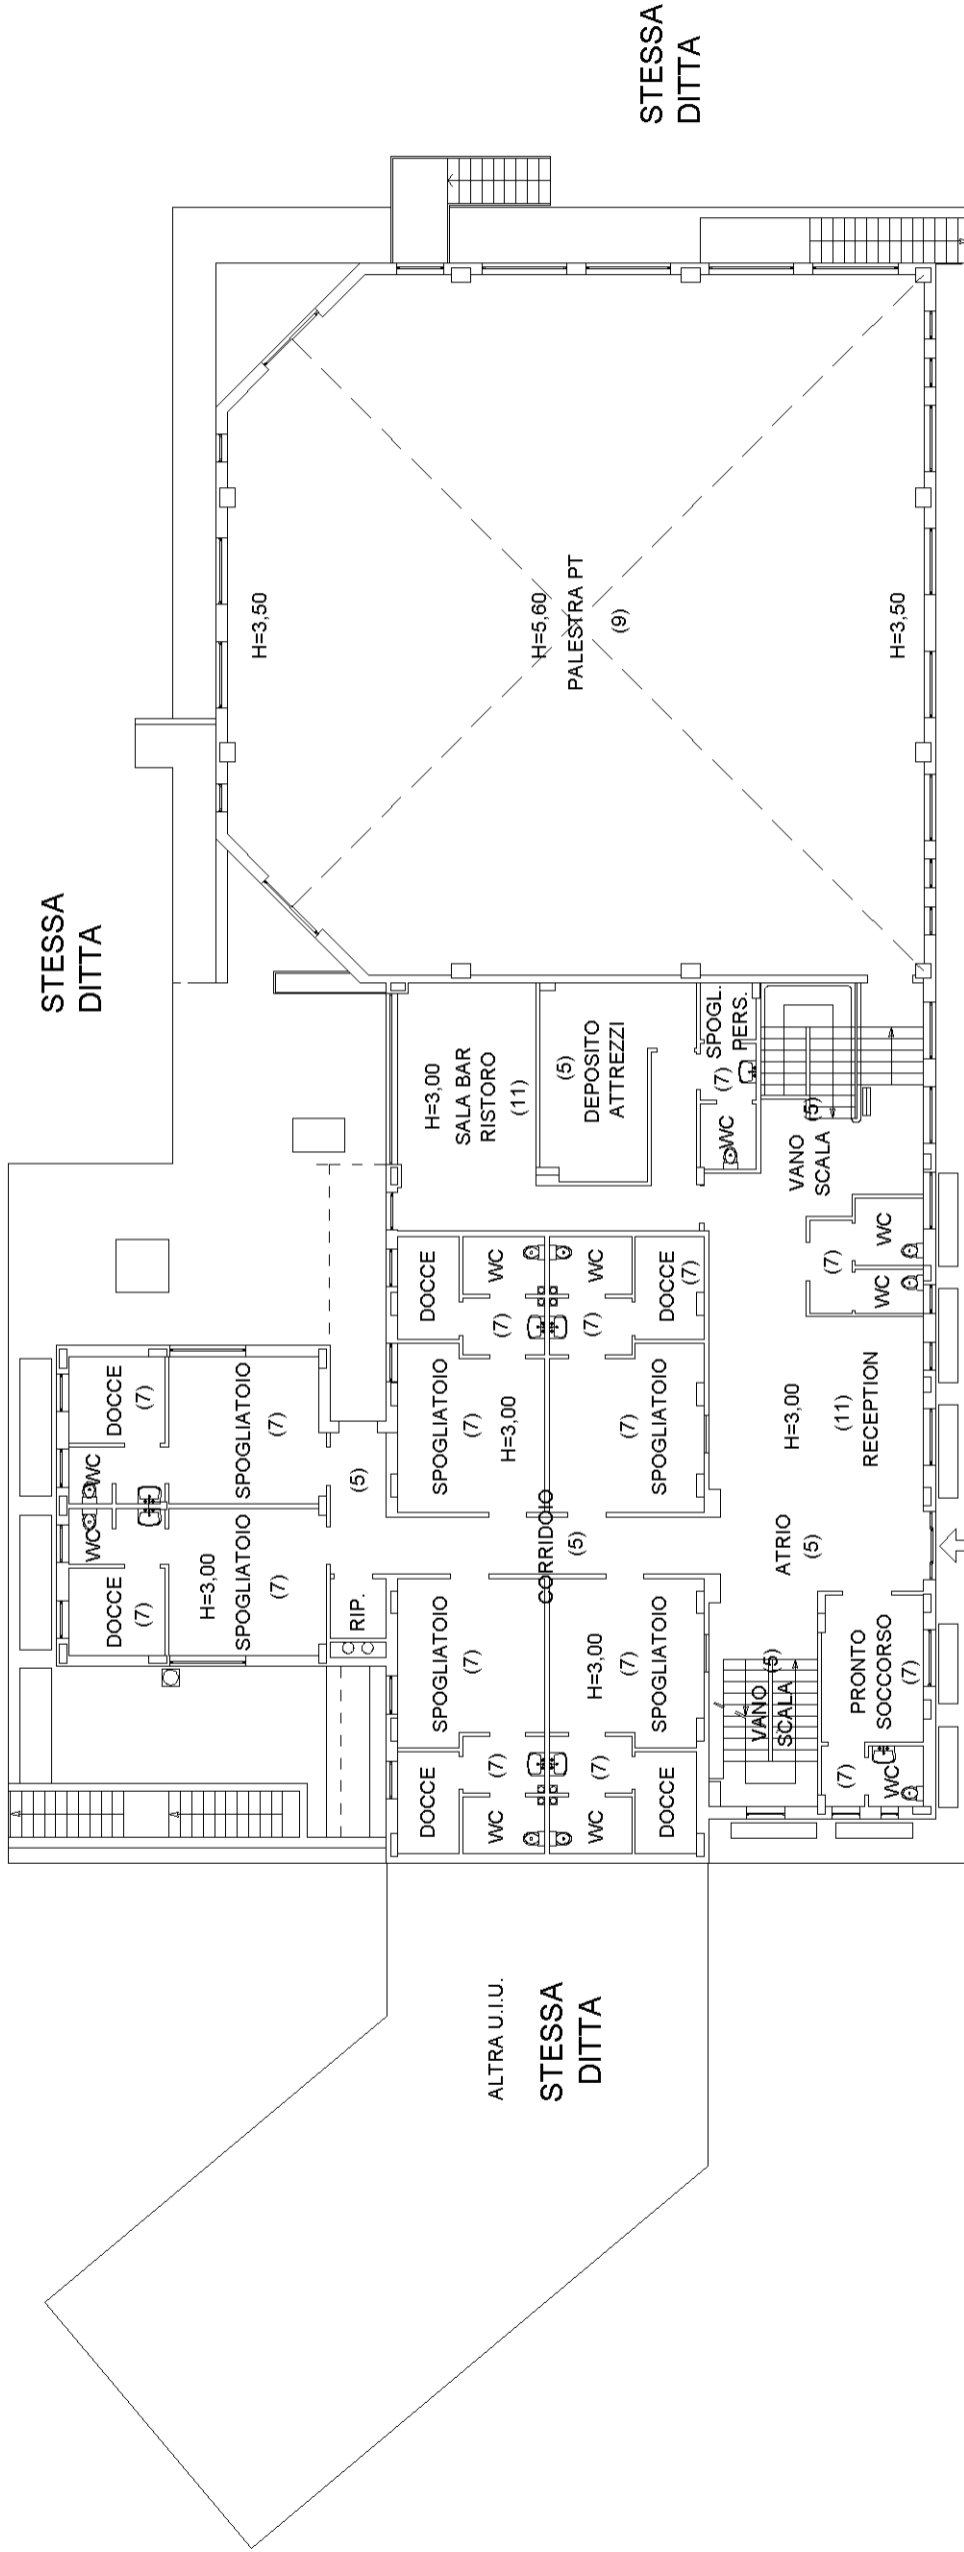 STESSA
DITTA
STESSA
DITTA
H=3,50
H=5,60
PALESTRA PT
(9)
H=3,50
H=3,00
SALA BAR
RISTORO
(11)
(5)
DEPOSITO
ATTREZZI
SPOGL.
PERS.
(7)
WC
VANO
SCALA
(5)
DOCCE
WC
(7)
WC
(7)
DOCCE
(7)
(7)
WC
WC
DOCCE
(7)
WC
SPOGLIATOIO
(7)
SPOGLIATOIO
(7)
H=3,00
SPOGLIATOIO
(7)
H=3,00
(11)
RECEPTION
WC
DOCCE
(7)
H=3,00
SPOGLIATOIO
(7)
(5)
RIP.
CORRIDOIO
(5)
ATRIO
(5)
SPOGLIATOIO
(7)
H=3,00
SPOGLIATOIO
(7)
VANO
SCALA
(5)
PRONTO
SOCCORSO
(7)
DOCCE
WC
(7)
WC
(7)
DOCCE
(7)
WC
ALTRA U.I.U.
STESSA
DITTA